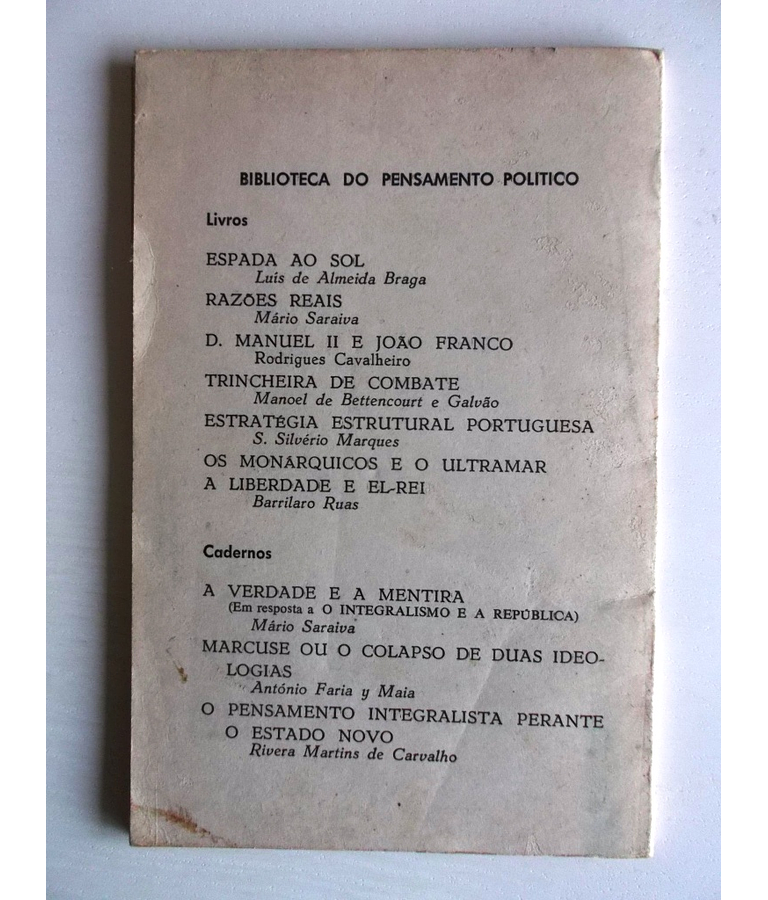 BIBLIOTECA DO PENSAMENTO POLITICO
Livros
ESPADA AO SOL
Luís de Almeida Braga
RAZÕES REAIS
Mário Saraiva
D. MANUEL II E JOÃO FRANCO
Rodrigues Cavalheiro
TRINCHEIRA DE COMBATE
Manoel de Bettencourt e Galvão
ESTRATÉGIA ESTRUTURAL PORTUGUESA
S. Silvério Marques
OS MONÁRQUICOS E O ULTRAMAR
A LIBERDADE E EL-REI
Barrilaro Ruas
Cadernos
A VERDADE E A MENTIRA
(Em resposta a O INTEGRALISMO E A REPÚBLICA)
Mário Saraiva
MARCUSE OU O COLAPSO DE DUAS IDEO-
LOGIAS
António Faria y Maia
O PENSAMENTO INTEGRALISTA PERANTE
O ESTADO NOVO
Rivera Martins de Carvalho